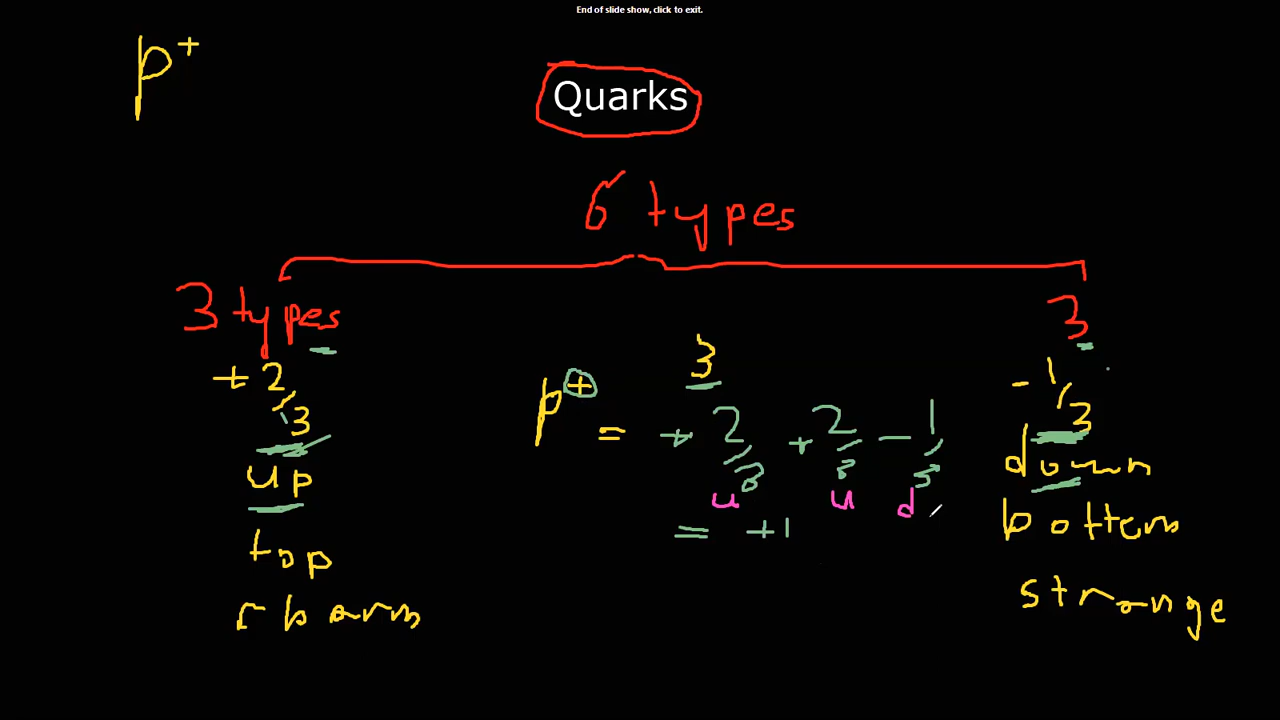 End of slide show, click to exit.
p+
Quarks
6 types
3 types
3
+2/3
3
-1/3
p+ = +2/3 +2/3 -1/3
u u d
= +1
up
top
charm
down
bottom
strange